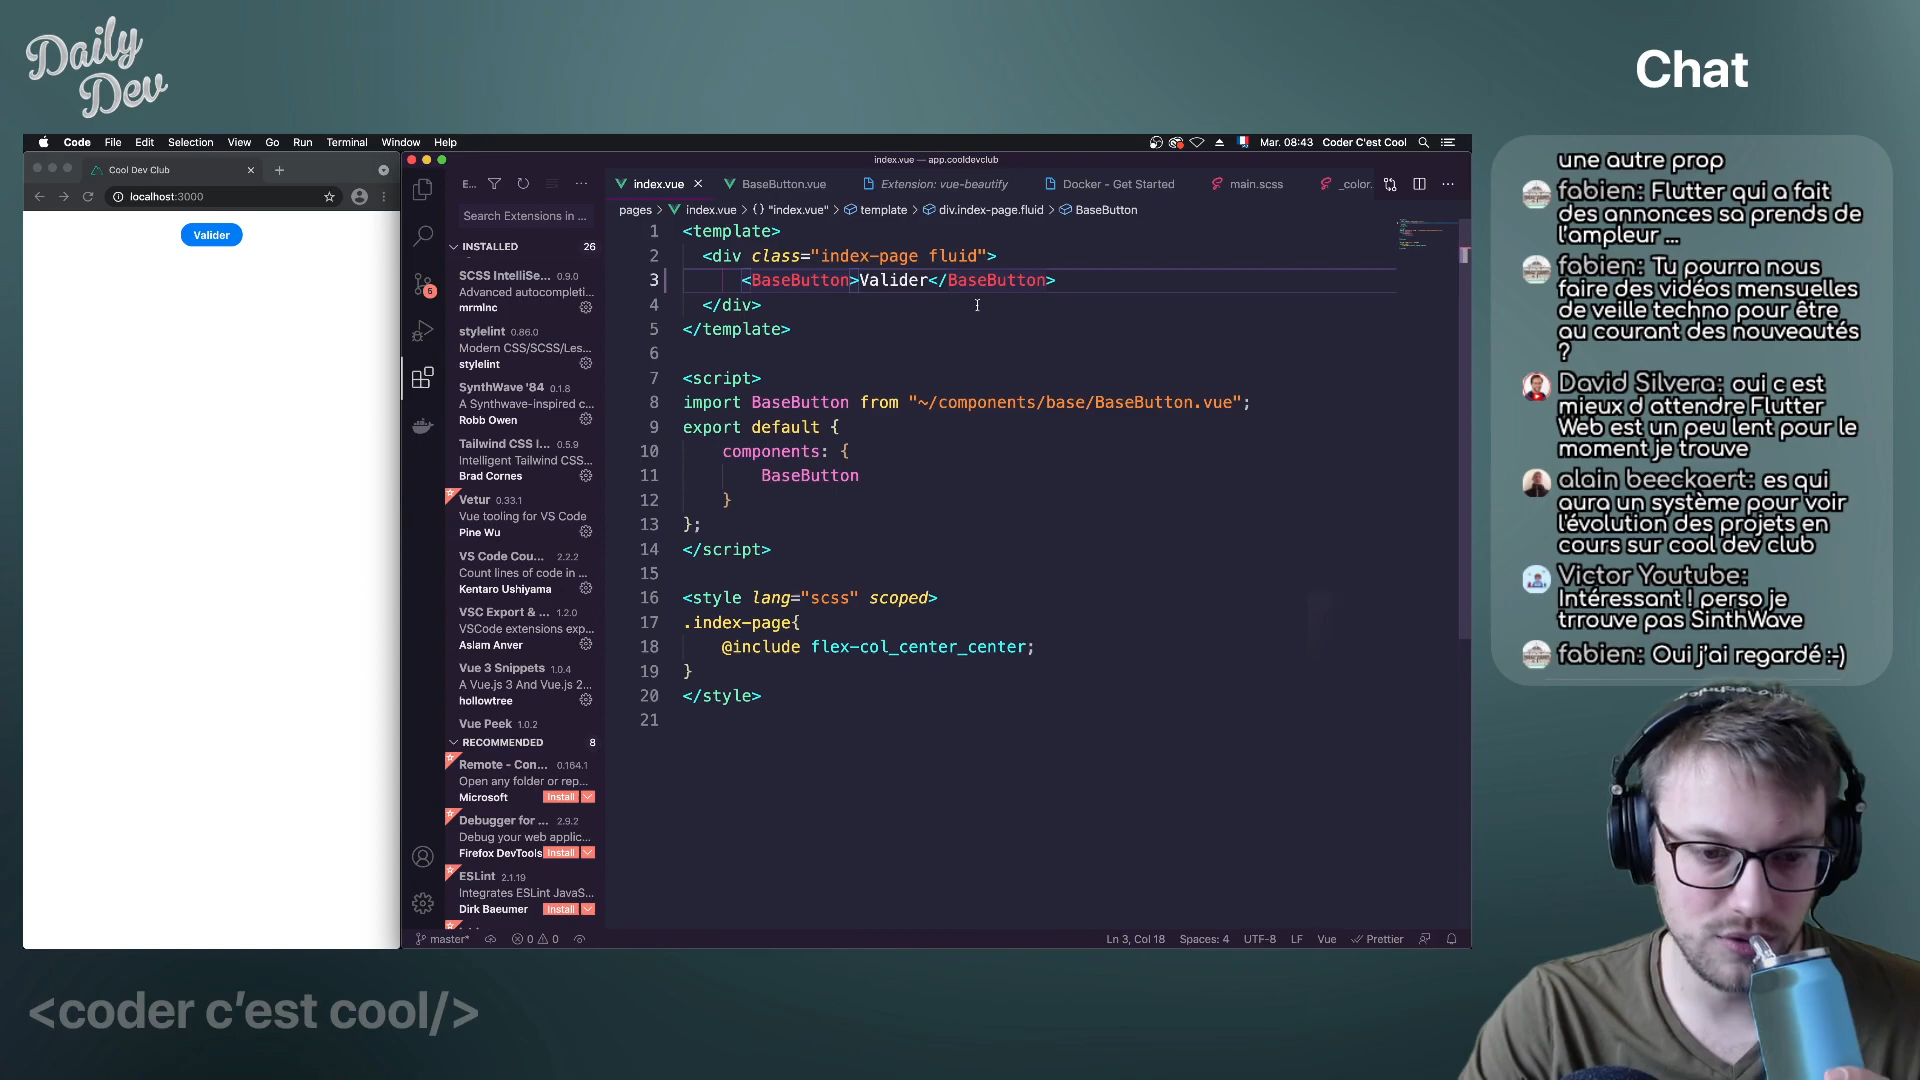 Daily
Dev
Chat
Code File Edit Selection View Go Run Terminal Window Help
Mar. 08:43 Coder C'est Cool
index.vue — app.cooldevclub
Cool Dev Club
localhost:3000
Valider
E...
Search Extensions in ...
INSTALLED 26
SCSS IntelliSe... 0.9.0
Advanced autocompleti...
mrmlnc
5
stylelint 0.86.0
Modern CSS/SCSS/Les...
stylelint
SynthWave '84 0.1.8
A Synthwave-inspired c...
Robb Owen
Tailwind CSS I... 0.5.9
Intelligent Tailwind CSS...
Brad Cornes
Vetur 0.33.1
Vue tooling for VS Code
Pine Wu
VS Code Cou... 2.2.2
Count lines of code in ...
Kentaro Ushiyama
VSC Export & ... 1.2.0
VSCode extensions exp...
Aslam Anver
Vue 3 Snippets 1.0.4
A Vue.js 3 And Vue.js 2...
hollowtree
Vue Peek 1.0.2
RECOMMENDED 8
Remote - Con... 0.164.1
Open any folder or rep...
Microsoft Install
Debugger for ... 2.9.2
Debug your web applic...
Firefox DevTools Install
ESLint 2.1.19
Integrates ESLint JavaS...
Dirk Baeumer Install
index.vue BaseButton.vue Extension: vue-beautify Docker - Get Started main.scss _color.
pages > index.vue > {} "index.vue" > template > div.index-page.fluid > BaseButton
1 <template>
2 <div class="index-page fluid">
3 <BaseButton>Valider</BaseButton>
4 </div>
5 </template>
6
7 <script>
8 import BaseButton from "~/components/base/BaseButton.vue";
9 export default {
10 components: {
11 BaseButton
12 }
13 };
14 </script>
15
16 <style lang="scss" scoped>
17 .index-page{
18 @include flex-col_center_center;
19 }
20 </style>
21
master* 0 0 Ln 3, Col 18 Spaces: 4 UTF-8 LF Vue Prettier
une autre prop
fabien: Flutter qui a fait
des annonces sa prends de
l'ampleur ...
fabien: Tu pourra nous
faire des vidéos mensuelles
de veille techno pour être
au courant des nouveautés
?
David Silvera: oui c est
mieux d attendre Flutter
Web est un peu lent pour le
moment je trouve
alain beeckaert: es qui
aura un système pour voir
l'évolution des projets en
cours sur cool dev club
Victor Youtube:
Intéressant ! perso je
trrouve pas SinthWave
fabien: Oui j'ai regardé :-)
<coder c'est cool/>